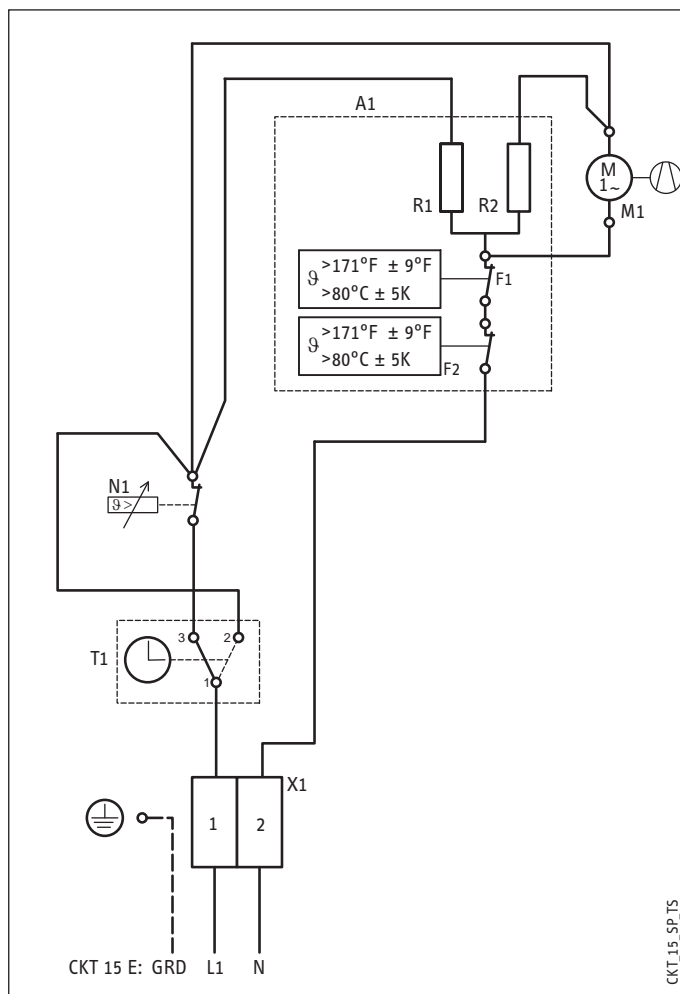 A1
M
1~
R1
R2
M1
ϑ >171°F ± 9°F
>80°C ± 5K
F1
ϑ >171°F ± 9°F
>80°C ± 5K
F2
N1
ϑ>
3
2
T1
1
X1
1
2
CKT 15 E: GRD L1 N
CKT_15_SP_TS